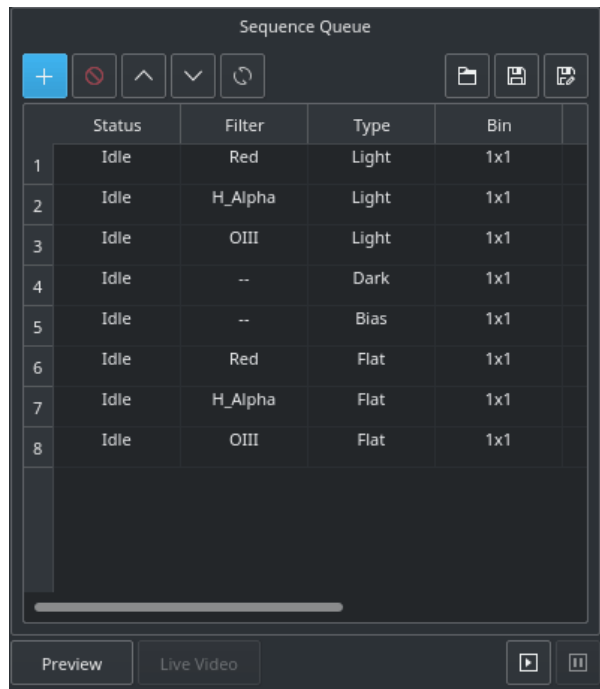 Sequence Queue
Status Filter Type Bin
1 Idle Red Light 1x1
2 Idle H_Alpha Light 1x1
3 Idle OIII Light 1x1
4 Idle -- Dark 1x1
5 Idle -- Bias 1x1
6 Idle Red Flat 1x1
7 Idle H_Alpha Flat 1x1
8 Idle OIII Flat 1x1
Preview Live Video